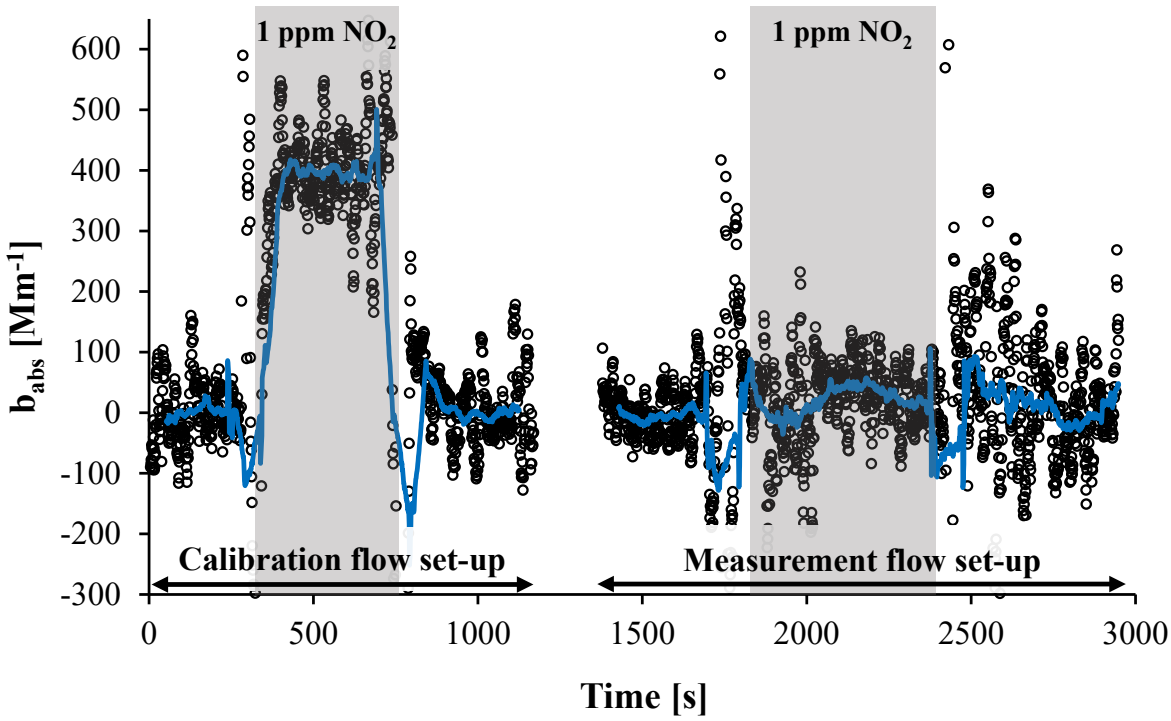 1 ppm NO2
1 ppm NO2
600
500
400
300
200
100
0
-100
-200
-300
babs [Mm-1]
Calibration flow set-up
Measurement flow set-up
0
500
1000
1500
2000
2500
3000
Time [s]